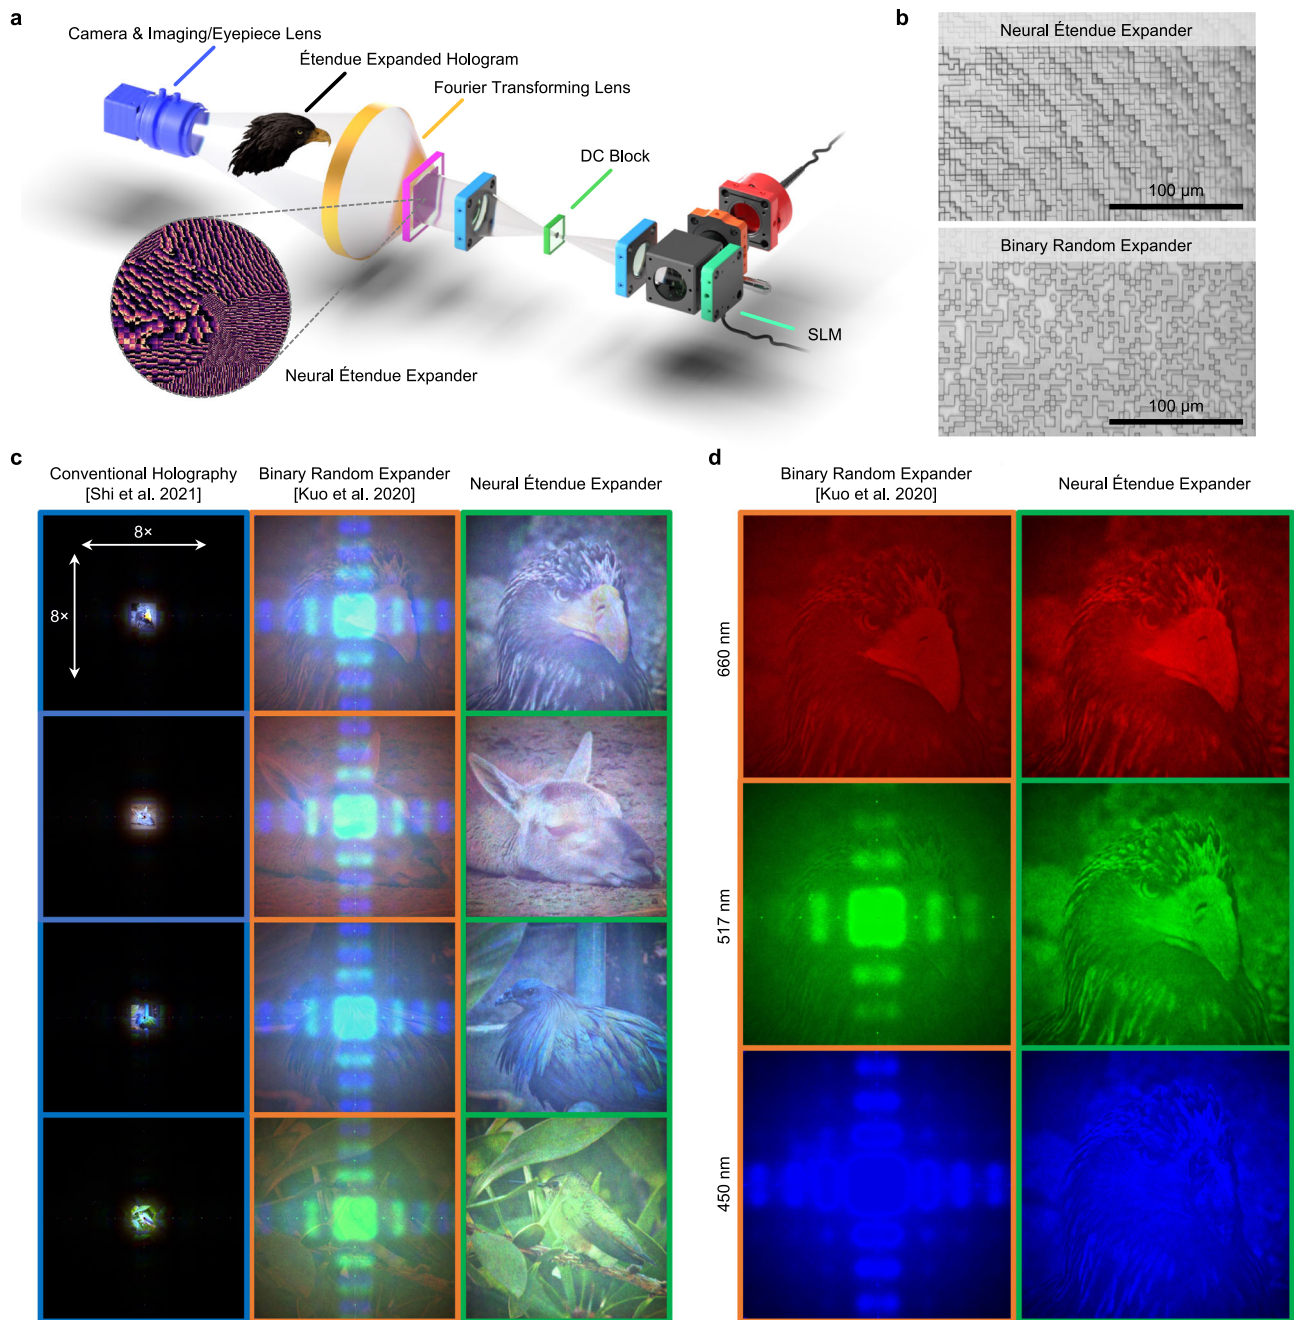 a
Camera & Imaging/Eyepiece Lens
Étendue Expanded Hologram
Fourier Transforming Lens
DC Block
SLM
Neural Étendue Expander
b
Neural Étendue Expander
100 µm
Binary Random Expander
100 µm
c
Conventional Holography
[Shi et al. 2021]
Binary Random Expander
[Kuo et al. 2020]
Neural Étendue Expander
8×
8×
d
Binary Random Expander
[Kuo et al. 2020]
Neural Étendue Expander
660 nm
517 nm
450 nm